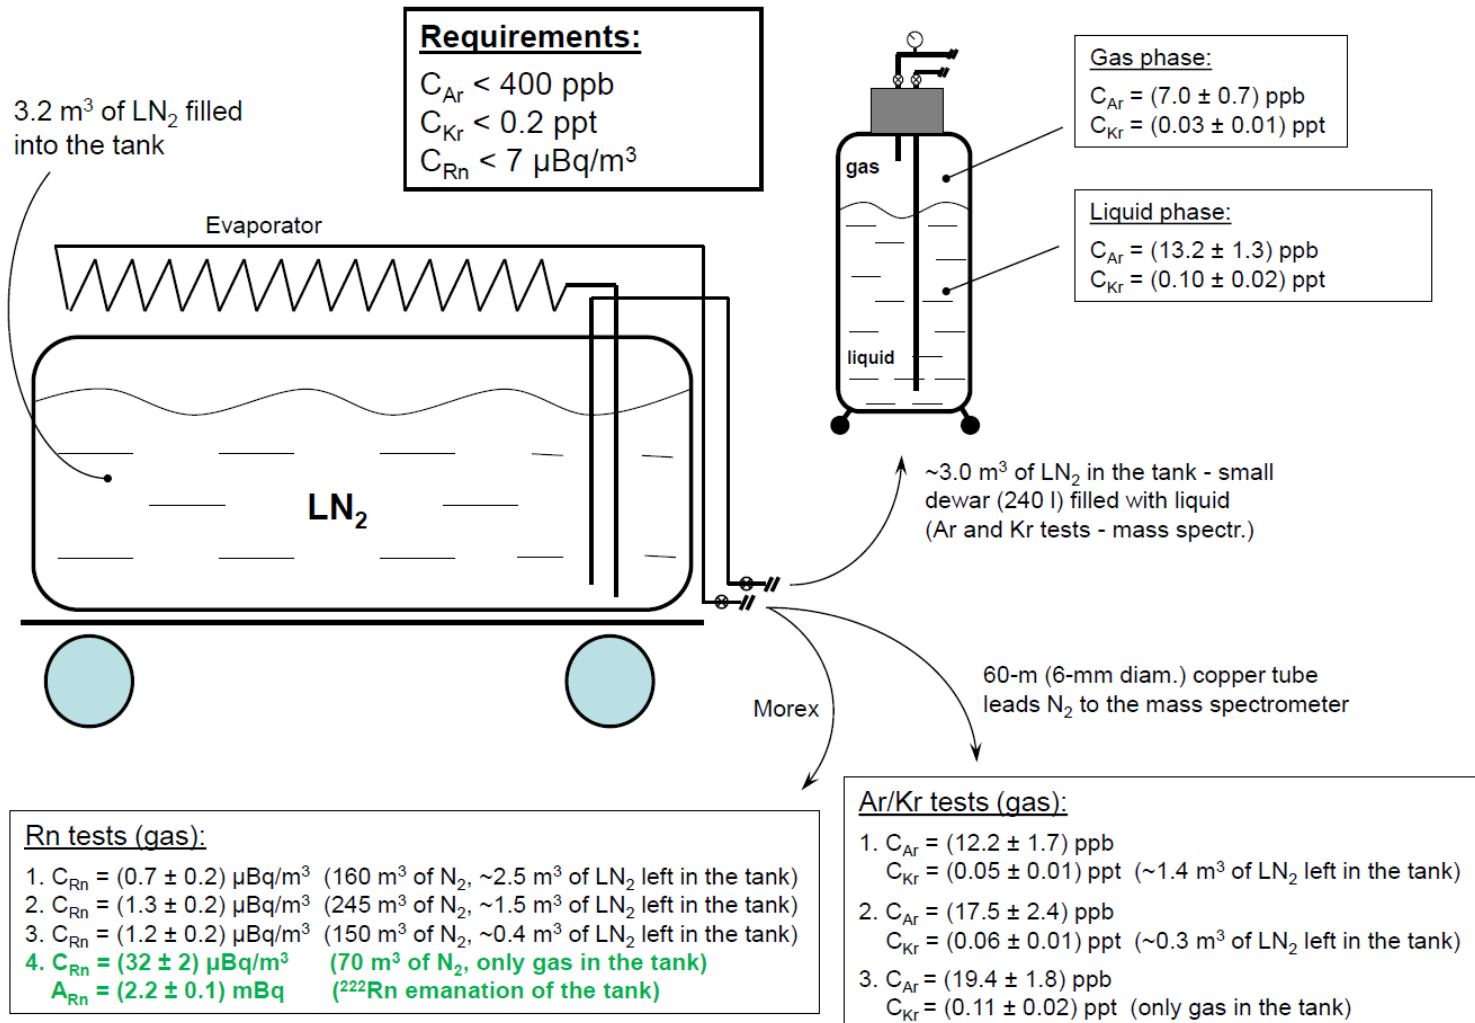 Requirements:
C_Ar < 400 ppb
C_Kr < 0.2 ppt
C_Rn < 7 µBq/m³
3.2 m³ of LN₂ filled
into the tank
Evaporator
LN₂
gas
liquid
Gas phase:
C_Ar = (7.0 ± 0.7) ppb
C_Kr = (0.03 ± 0.01) ppt
Liquid phase:
C_Ar = (13.2 ± 1.3) ppb
C_Kr = (0.10 ± 0.02) ppt
~3.0 m³ of LN₂ in the tank - small
dewar (240 l) filled with liquid
(Ar and Kr tests - mass spectr.)
60-m (6-mm diam.) copper tube
leads N₂ to the mass spectrometer
Morex
Rn tests (gas):
1. C_Rn = (0.7 ± 0.2) µBq/m³ (160 m³ of N₂, ~2.5 m³ of LN₂ left in the tank)
2. C_Rn = (1.3 ± 0.2) µBq/m³ (245 m³ of N₂, ~1.5 m³ of LN₂ left in the tank)
3. C_Rn = (1.2 ± 0.2) µBq/m³ (150 m³ of N₂, ~0.4 m³ of LN₂ left in the tank)
4. C_Rn = (32 ± 2) µBq/m³ (70 m³ of N₂, only gas in the tank)
A_Rn = (2.2 ± 0.1) mBq (²²²Rn emanation of the tank)
Ar/Kr tests (gas):
1. C_Ar = (12.2 ± 1.7) ppb
C_Kr = (0.05 ± 0.01) ppt (~1.4 m³ of LN₂ left in the tank)
2. C_Ar = (17.5 ± 2.4) ppb
C_Kr = (0.06 ± 0.01) ppt (~0.3 m³ of LN₂ left in the tank)
3. C_Ar = (19.4 ± 1.8) ppb
C_Kr = (0.11 ± 0.02) ppt (only gas in the tank)